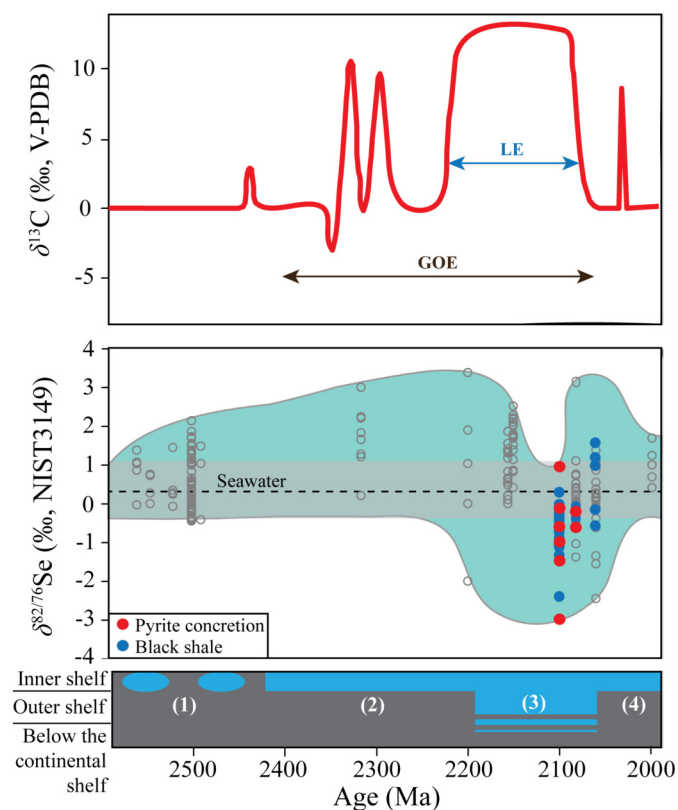 10
5
0
-5
δ13C (‰, V-PDB)
LE
GOE
4
3
2
1
0
-1
-2
-3
-4
δ82/76Se (‰, NIST3149)
Seawater
Pyrite concretion
Black shale
Inner shelf
Outer shelf
Below the
continental
shelf
(1)
(2)
(3)
(4)
2500
2400
2300
2200
2100
2000
Age (Ma)